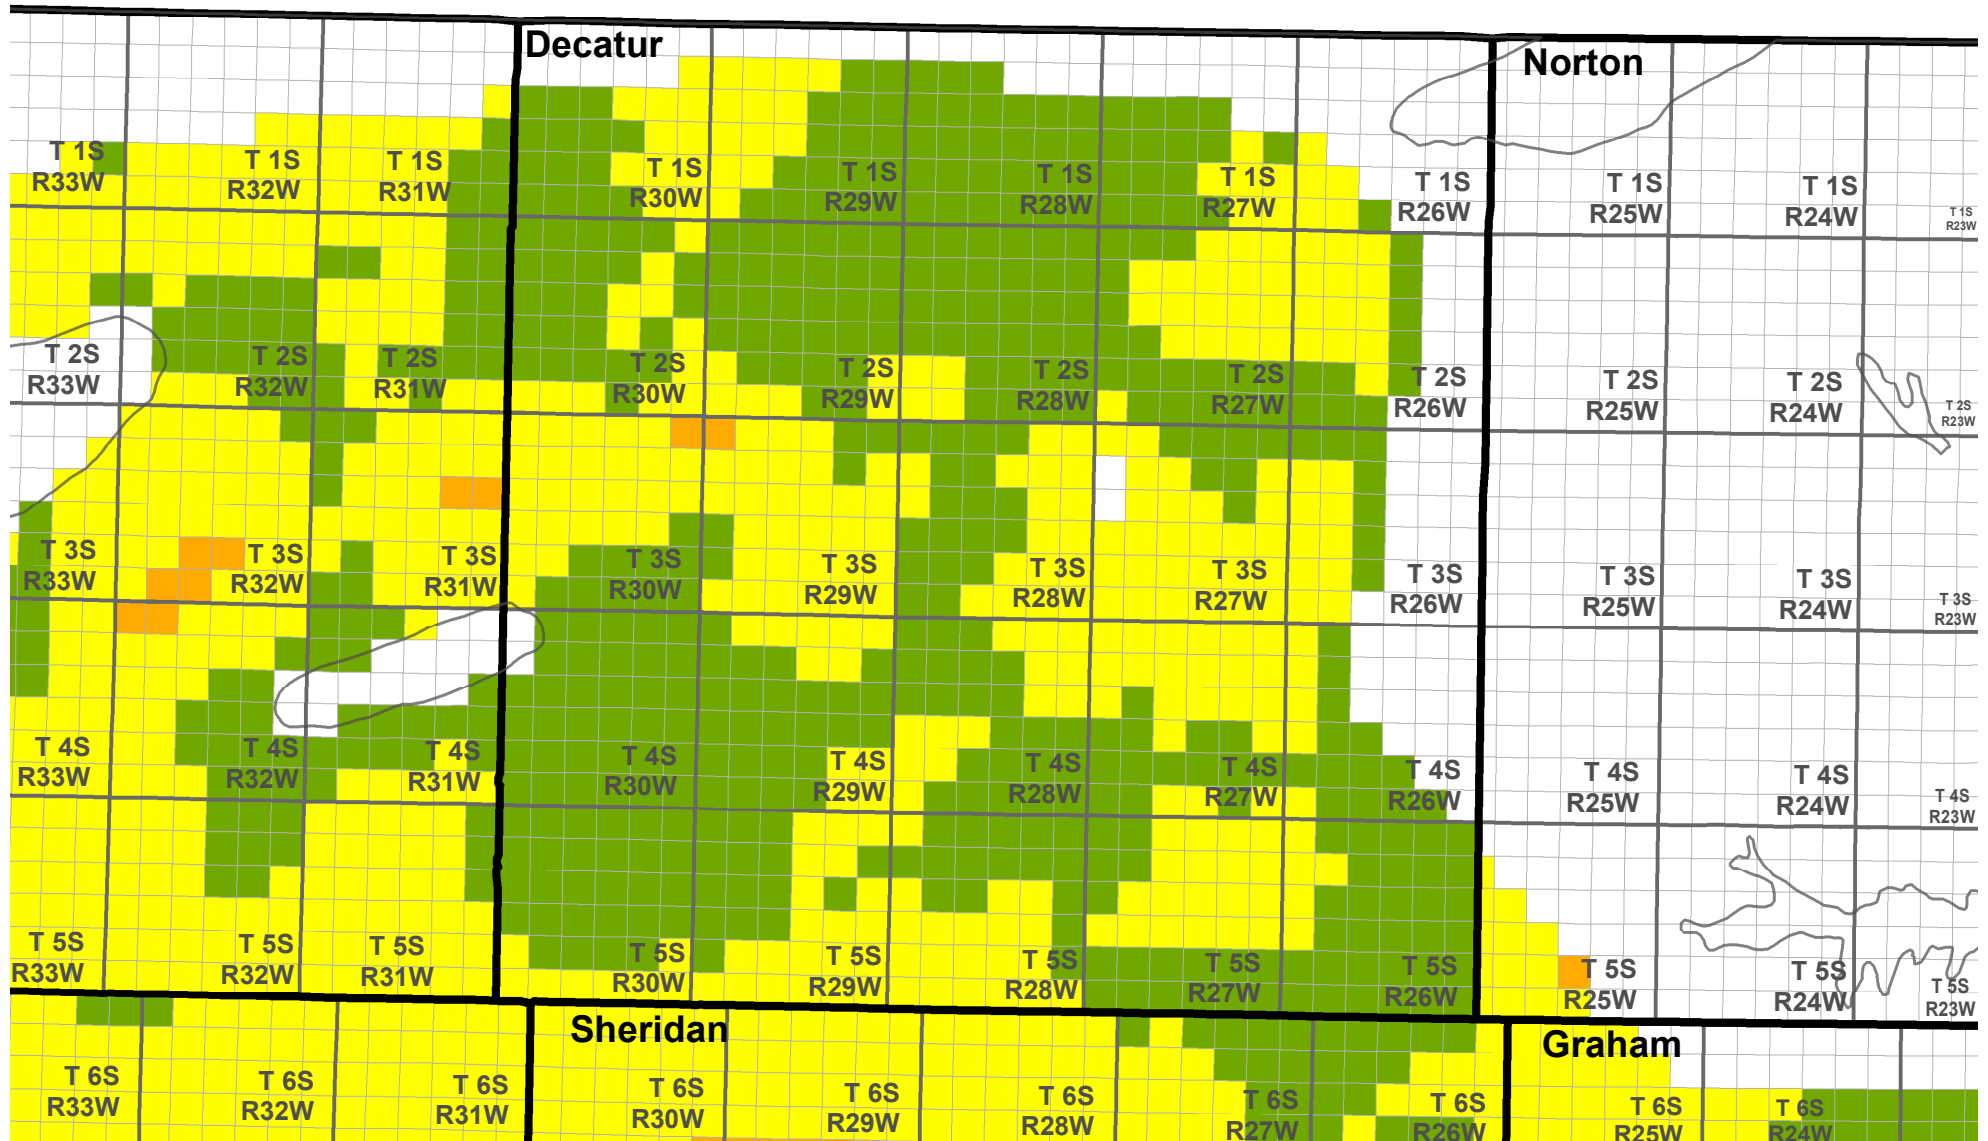 Decatur
Norton
T 1S
R33W
T 1S
R32W
T 1S
R31W
T 1S
R30W
T 1S
R29W
T 1S
R28W
T 1S
R27W
T 1S
R26W
T 1S
R25W
T 1S
R24W
T 1S
R23W
T 2S
R33W
T 2S
R32W
T 2S
R31W
T 2S
R30W
T 2S
R29W
T 2S
R28W
T 2S
R27W
T 2S
R26W
T 2S
R25W
T 2S
R24W
T 2S
R23W
T 3S
R33W
T 3S
R32W
T 3S
R31W
T 3S
R30W
T 3S
R29W
T 3S
R28W
T 3S
R27W
T 3S
R26W
T 3S
R25W
T 3S
R24W
T 3S
R23W
T 4S
R33W
T 4S
R32W
T 4S
R31W
T 4S
R30W
T 4S
R29W
T 4S
R28W
T 4S
R27W
T 4S
R26W
T 4S
R25W
T 4S
R24W
T 4S
R23W
T 5S
R33W
T 5S
R32W
T 5S
R31W
T 5S
R30W
T 5S
R29W
T 5S
R28W
T 5S
R27W
T 5S
R26W
T 5S
R25W
T 5S
R24W
T 5S
R23W
Sheridan
Graham
T 6S
R33W
T 6S
R32W
T 6S
R31W
T 6S
R30W
T 6S
R29W
T 6S
R28W
T 6S
R27W
T 6S
R26W
T 6S
R25W
T 6S
R24W